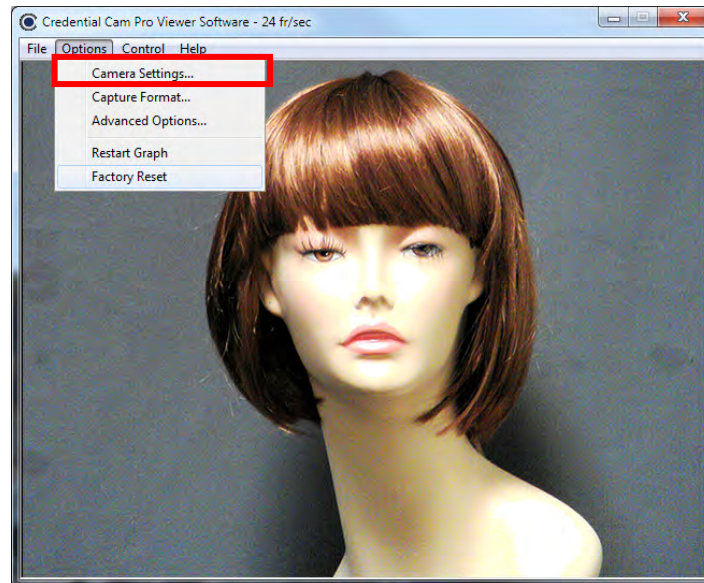 Credential Cam Pro Viewer Software - 24 fr/sec
File Options Control Help
Camera Settings...
Capture Format...
Advanced Options...
Restart Graph
Factory Reset